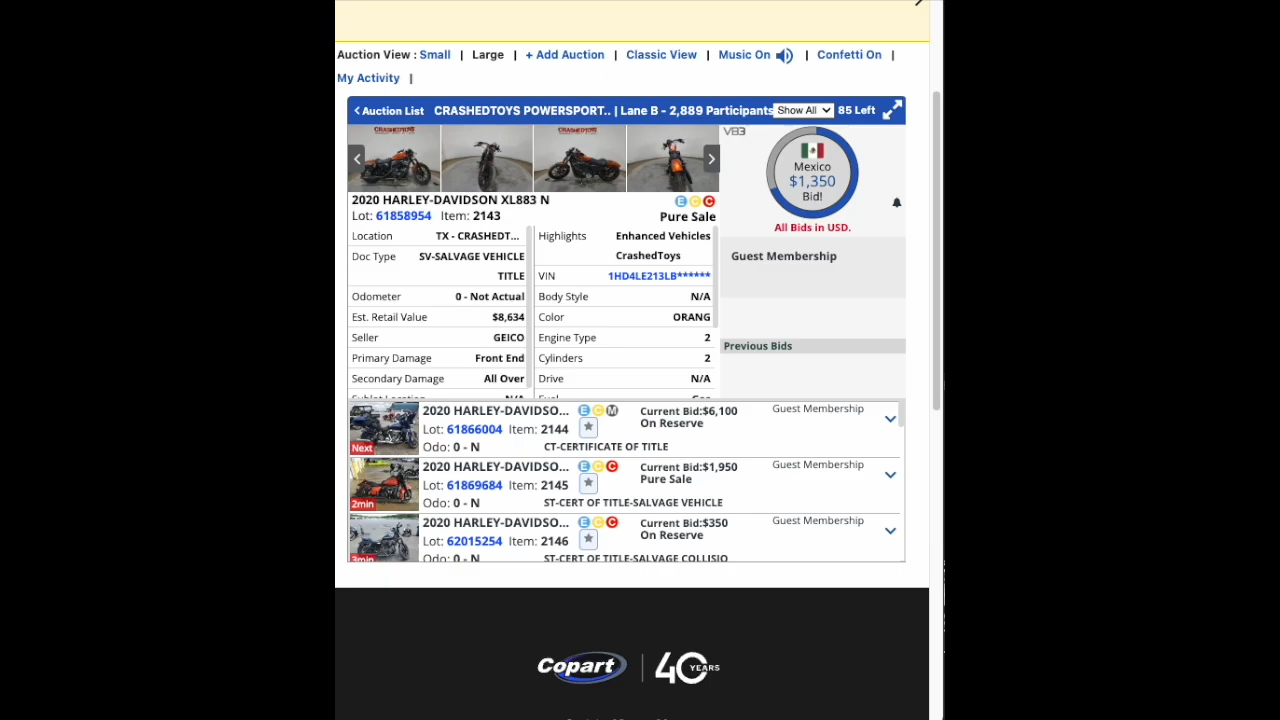 Auction View : Small | Large | + Add Auction | Classic View | Music On | Confetti On |
My Activity |
Auction List CRASHEDTOYS POWERSPORT.. | Lane B - 2,889 Participants Show All 85 Left
CRASHEDTOYS CRASHEDTOYS
VB3
Mexico
$1,350
Bid!
All Bids in USD.
2020 HARLEY-DAVIDSON XL883 N E C C
Lot: 61858954 Item: 2143 Pure Sale
Location TX - CRASHEDT...
Doc Type SV-SALVAGE VEHICLE
TITLE
Odometer 0 - Not Actual
Est. Retail Value $8,634
Seller GEICO
Primary Damage Front End
Secondary Damage All Over
Highlights Enhanced Vehicles
CrashedToys
VIN 1HD4LE213LB******
Body Style N/A
Color ORANG
Engine Type 2
Cylinders 2
Drive N/A
Guest Membership
Previous Bids
2020 HARLEY-DAVIDSO... E C M Current Bid:$6,100 Guest Membership
On Reserve
Lot: 61866004 Item: 2144
Next Odo: 0 - N CT-CERTIFICATE OF TITLE
2020 HARLEY-DAVIDSO... E C C Current Bid:$1,950 Guest Membership
Pure Sale
Lot: 61869684 Item: 2145
2min Odo: 0 - N ST-CERT OF TITLE-SALVAGE VEHICLE
2020 HARLEY-DAVIDSO... E C C Current Bid:$350 Guest Membership
On Reserve
Lot: 62015254 Item: 2146
3min Odo: 0 - N ST-CERT OF TITLE-SALVAGE COLLISIO
Copart 40 YEARS